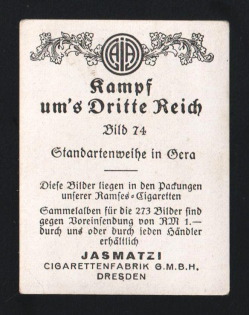 AJA
Kampf
um's Dritte Reich
Bild 74
Standartenweihe in Gera
Diese Bilder liegen in den Packungen
unserer Ramses=Cigaretten
Sammelalben für die 273 Bilder sind
gegen Voreinsendung von RM 1.—
durch uns oder durch jeden Händler
erhältlich
JASMATZI
CIGARETTENFABRIK G.M.B.H.
DRESDEN